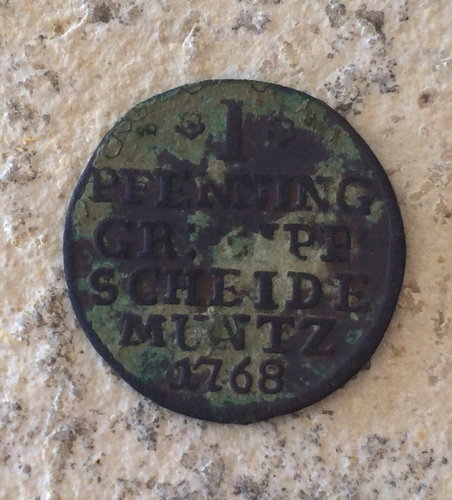 1
PFENNING
SCHEIDE
MUNTZ
1768